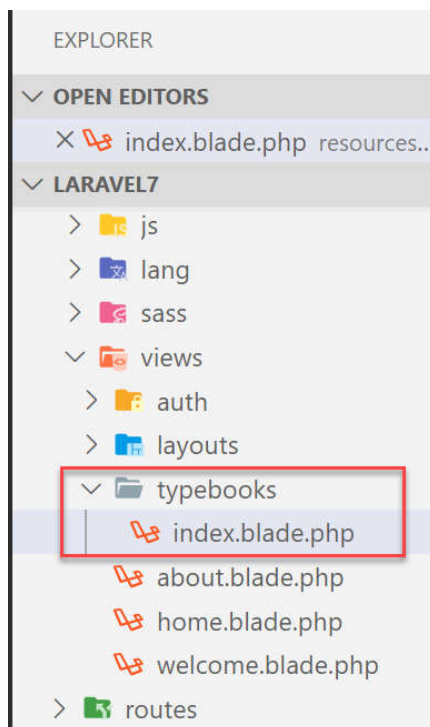 EXPLORER
OPEN EDITORS
index.blade.php resources...
LARAVEL7
js
lang
sass
views
auth
layouts
typebooks
index.blade.php
about.blade.php
home.blade.php
welcome.blade.php
routes